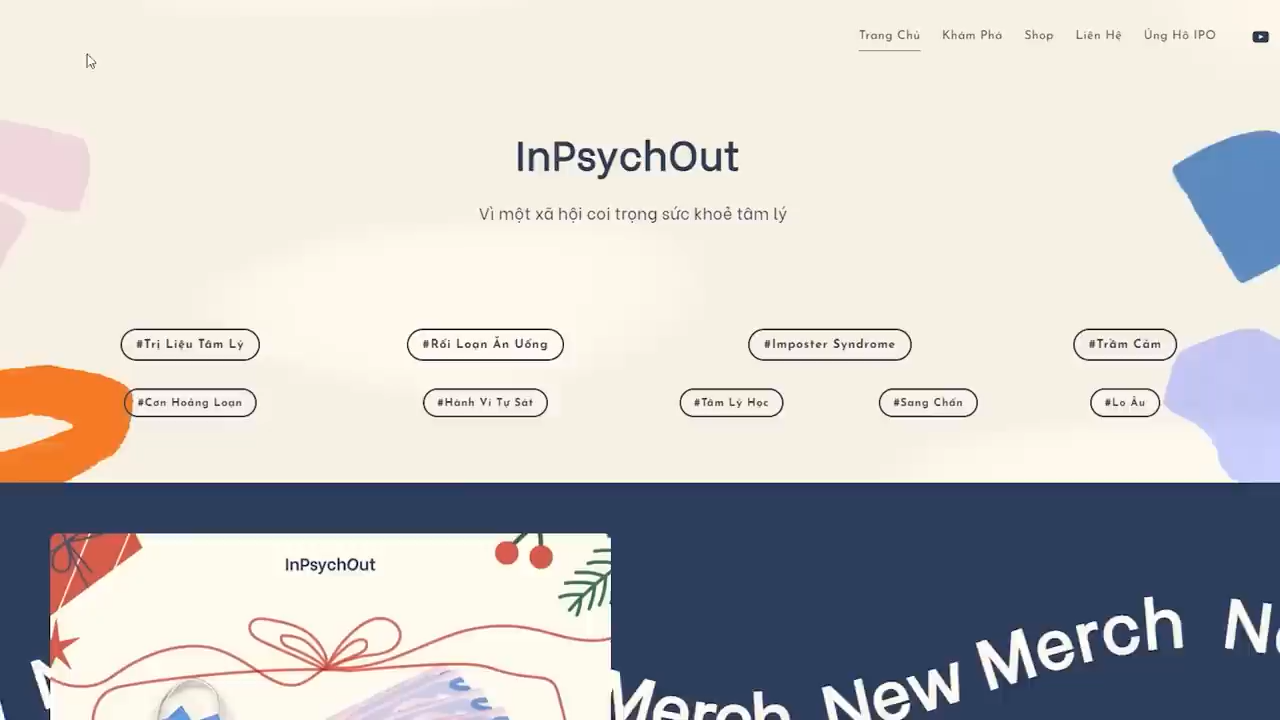 Trang Chủ Khám Phá Shop Liên Hệ Ủng Hộ IPO
InPsychOut
Vì một xã hội coi trọng sức khoẻ tâm lý
#Trị Liệu Tâm Lý #Rối Loạn Ăn Uống #Imposter Syndrome #Trầm Cảm
#Cơn Hoảng Loạn #Hành Vi Tự Sát #Tâm Lý Học #Sang Chấn #Lo Âu
InPsychOut
Merch New Merch